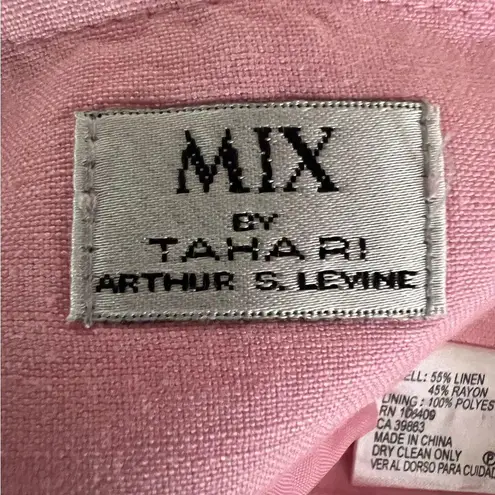 MIX
BY
TAHARI
ARTHUR S. LEVINE
ELL: 55% LINEN
45% RAYON
LINING: 100% POLYES
RN 106409
CA 39863
MADE IN CHINA
DRY CLEAN ONLY P
VER AL DORSO PARA CUIDAD